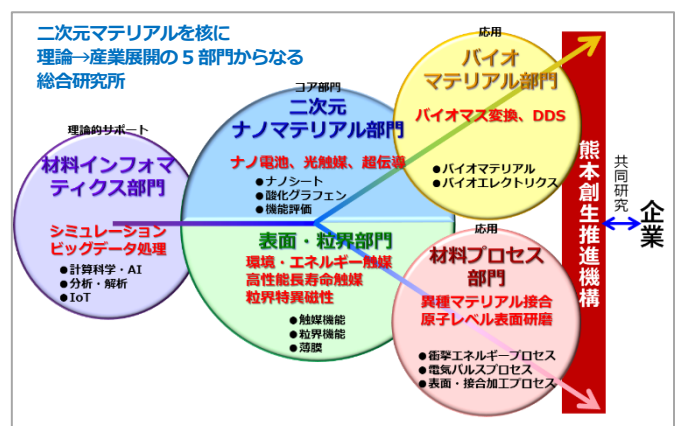 二次元マテリアルを核に
理論→産業展開の5部門からなる
総合研究所
理論的サポート
材料インフォマ
ティクス部門
シミュレーション
ビッグデータ処理
●計算科学・AI
●分析・解析
●IoT
コア部門
二次元
ナノマテリアル部門
ナノ電池、光触媒、超伝導
●ナノシート
●酸化グラフェン
●機能評価
表面・粒界部門
環境・エネルギー触媒
高性能長寿命触媒
粒界特異磁性
●触媒機能
●粒界機能
●薄膜
応用
バイオ
マテリアル部門
バイオマス変換、DDS
●バイオマテリアル
●バイオエレクトリクス
応用
材料プロセス
部門
異種マテリアル接合
原子レベル表面研磨
●衝撃エネルギープロセス
●電気パルスプロセス
●表面・接合加工プロセス
熊本創生推進機構
共同研究
企業